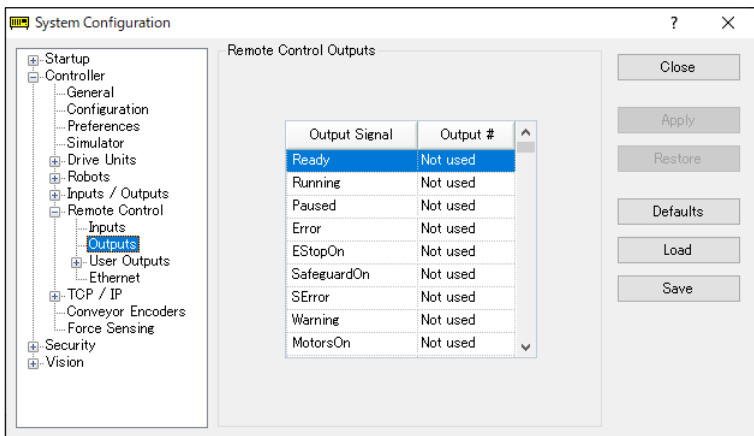 System Configuration
Startup
Controller
General
Configuration
Preferences
Simulator
Drive Units
Robots
Inputs / Outputs
Remote Control
Inputs
Outputs
User Outputs
Ethernet
TCP / IP
Conveyor Encoders
Force Sensing
Security
Vision
Remote Control Outputs
Output Signal Output #
Ready Not used
Running Not used
Paused Not used
Error Not used
EStopOn Not used
SafeguardOn Not used
SError Not used
Warning Not used
MotorsOn Not used
Close
Apply
Restore
Defaults
Load
Save